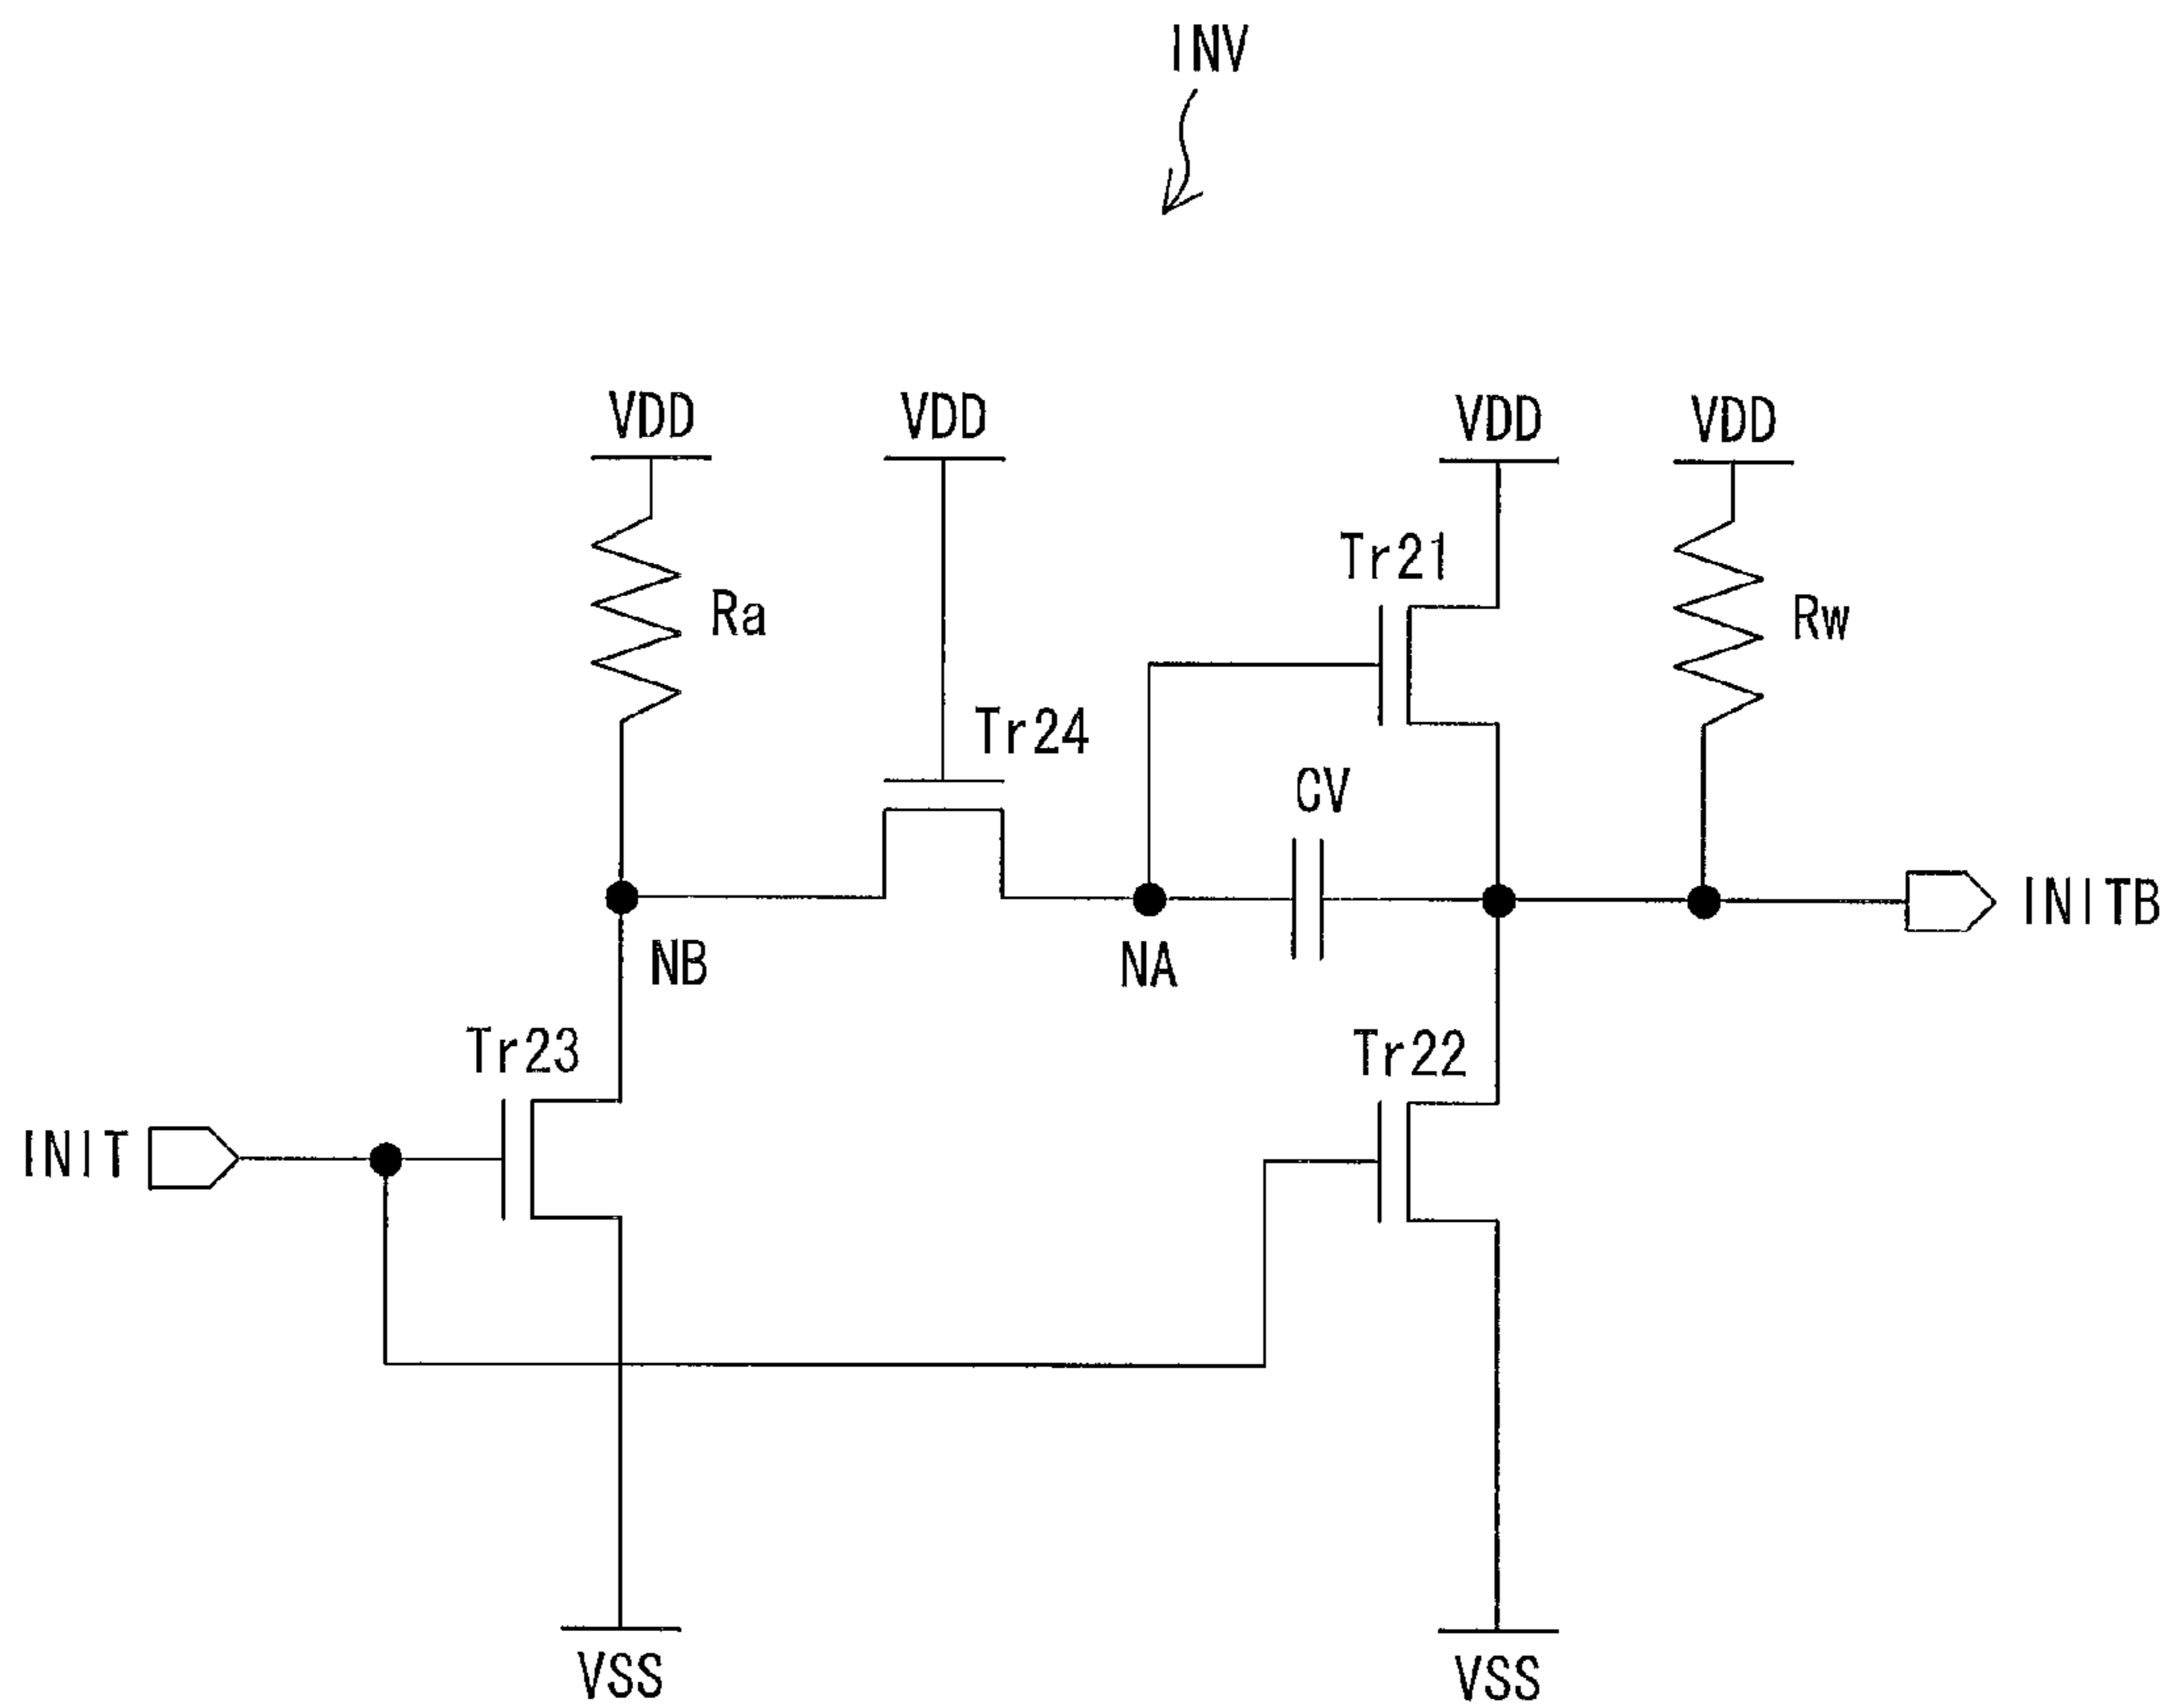 INV
VDD
VDD
VDD
VDD
Tr21
Ra
Rw
Tr24
CV
INITB
NB
NA
Tr23
Tr22
INIT
VSS
VSS